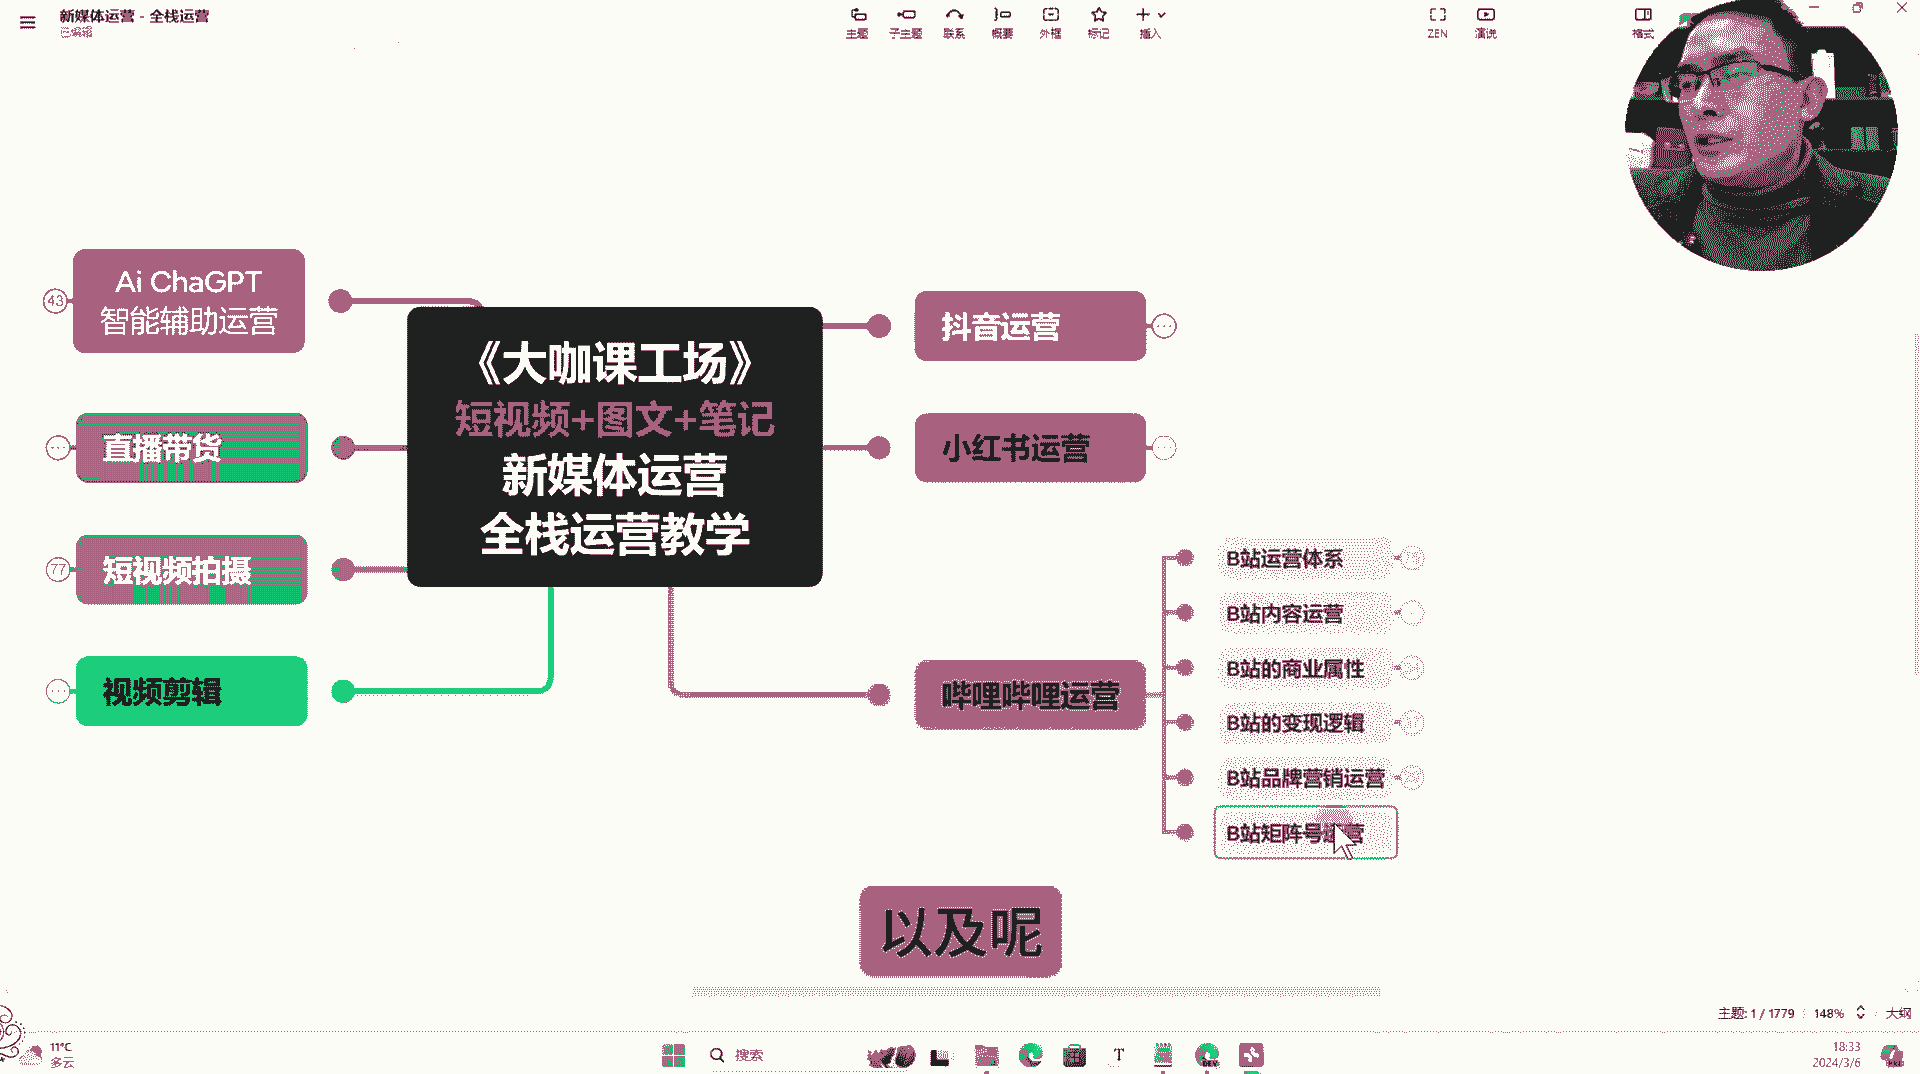 新媒体运营 - 全栈运营
已编辑
主题
子主题
联系
概要
外框
标记
插入
ZEN
演说
格式
43
Ai ChaGPT
智能辅助运营
直播带货
77
短视频拍摄
视频剪辑
《大咖课工场》
短视频+图文+笔记
新媒体运营
全栈运营教学
抖音运营
小红书运营
哔哩哔哩运营
B站运营体系
B站内容运营
B站的商业属性
B站的变现逻辑
B站品牌营销运营
B站矩阵号运营
以及呢
主题: 1 / 1779
148%
大纲
11°C
多云
搜索
18:33
2024/3/6